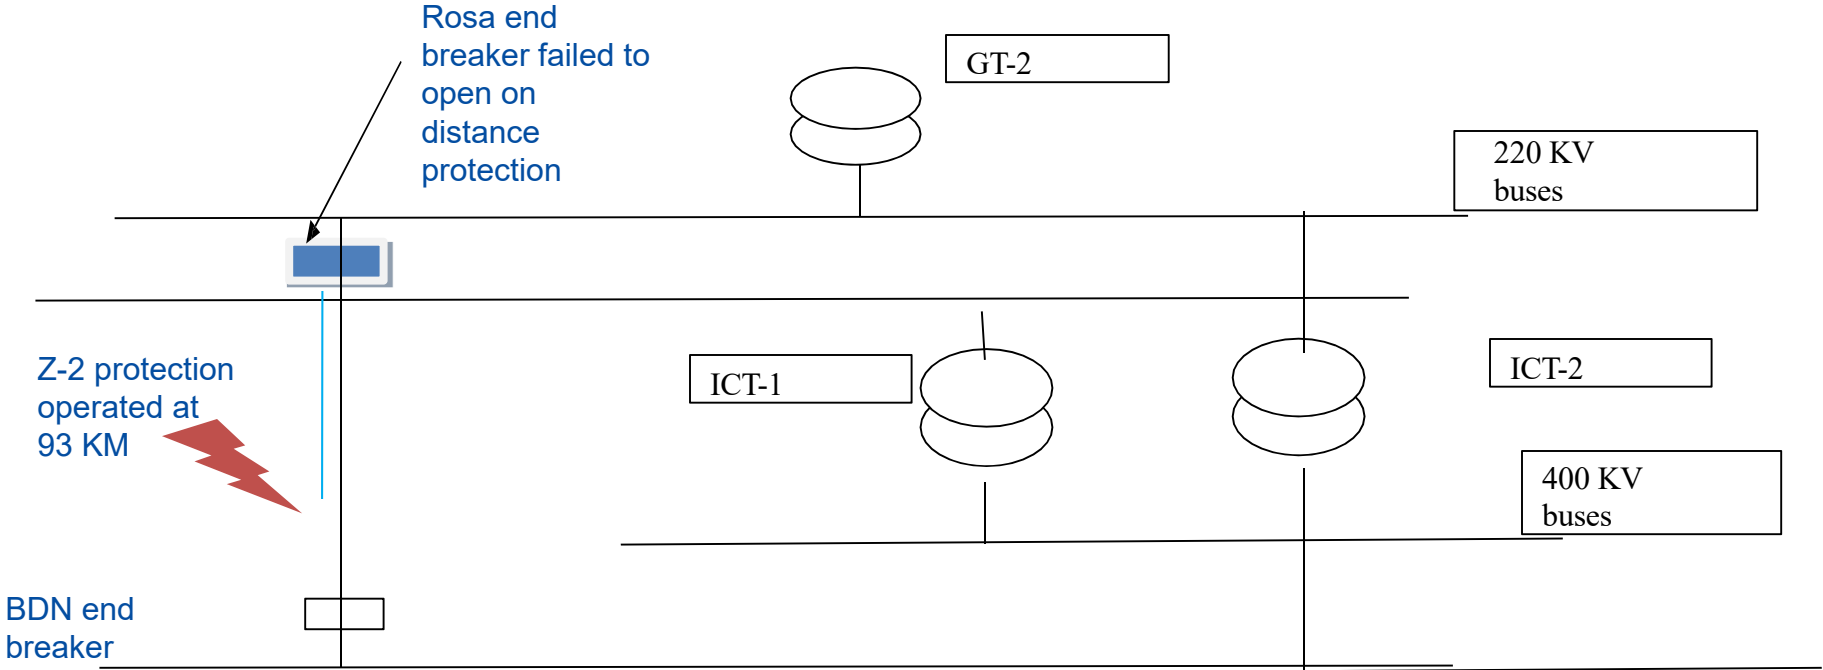 Rosa end
breaker failed to
open on
distance
protection
GT-2
220 KV
buses
Z-2 protection
operated at
93 KM
ICT-1
ICT-2
400 KV
buses
BDN end
breaker